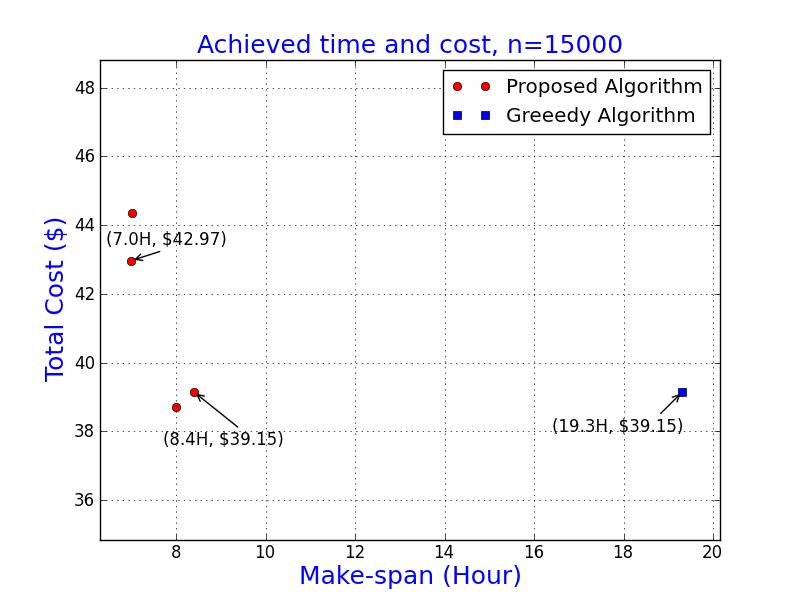 Achieved time and cost, n=15000
Proposed Algorithm
Greeedy Algorithm
48
46
44
42
40
38
36
(7.0H, $42.97)
(8.4H, $39.15)
(19.3H, $39.15)
Total Cost ($)
8 10 12 14 16 18 20
Make-span (Hour)